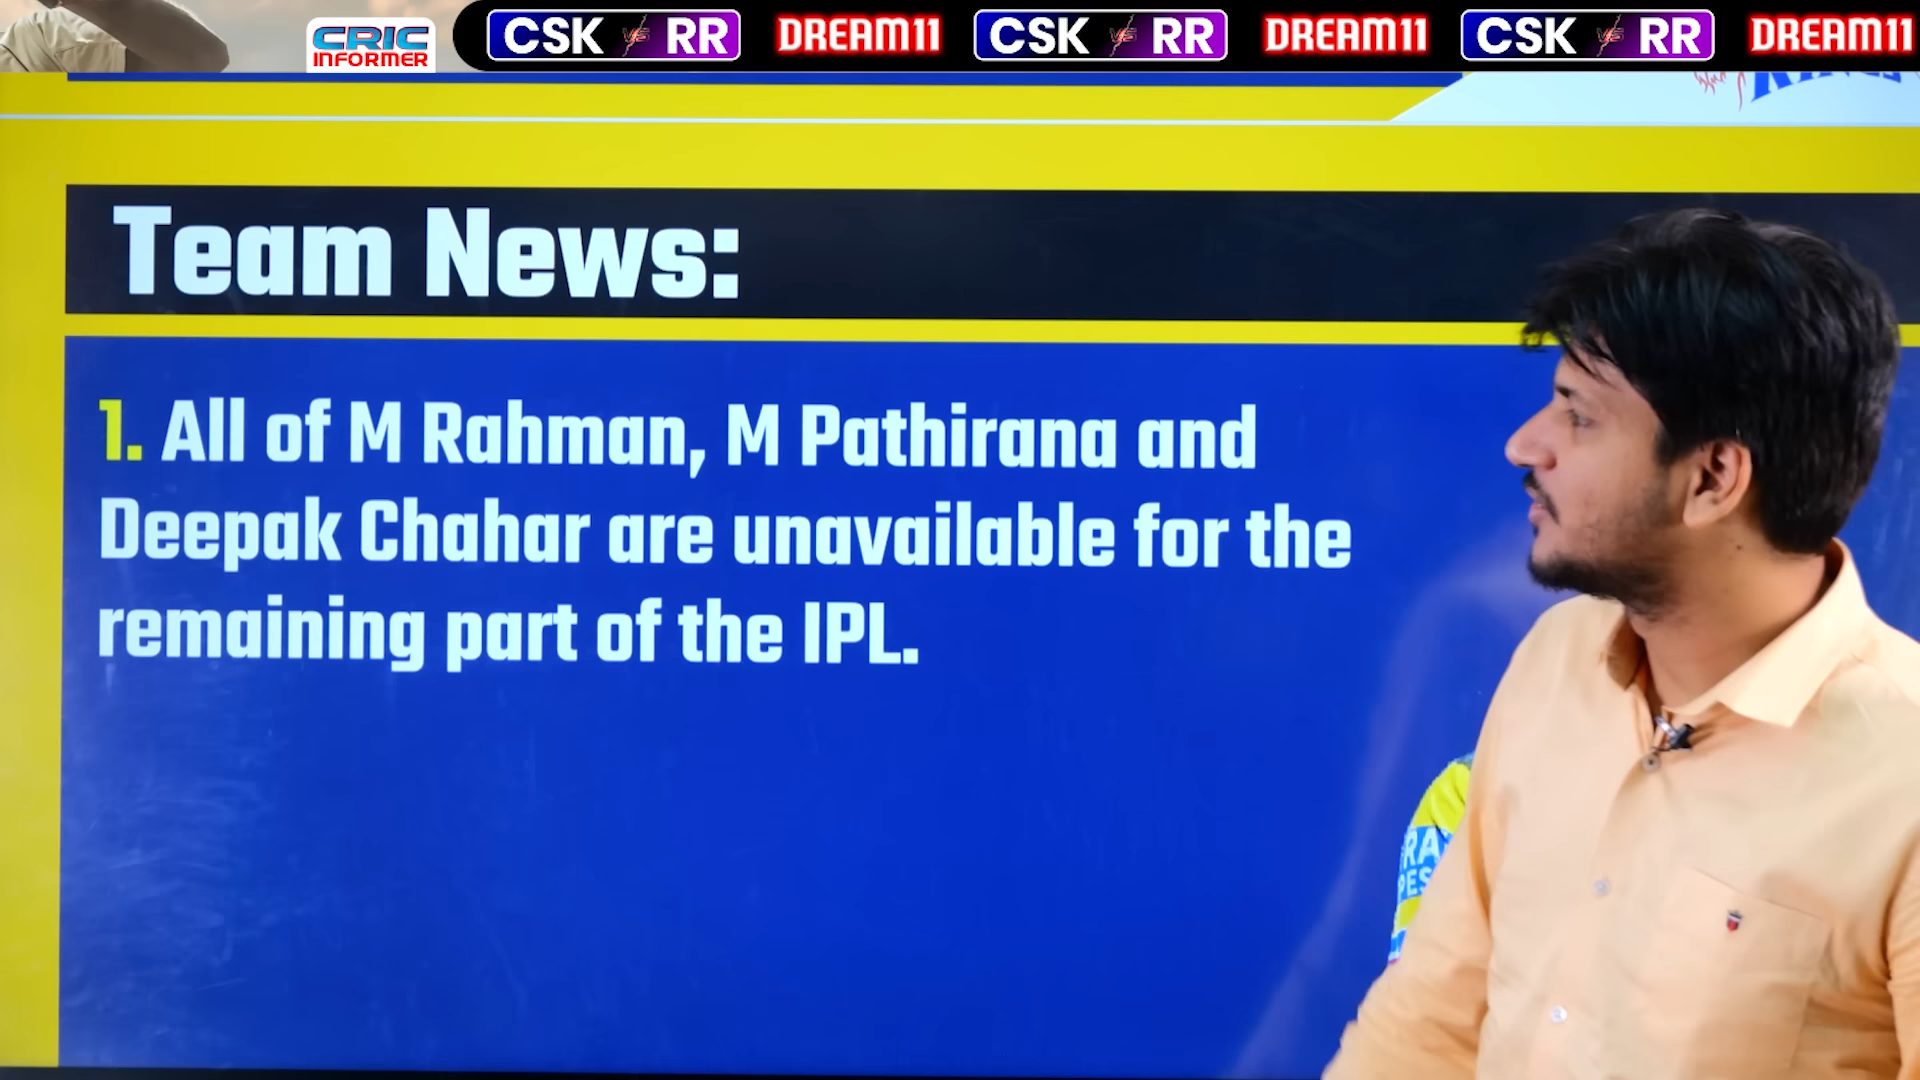 CRIC
INFORMER
CSK VS RR DREAM11 CSK VS RR DREAM11 CSK VS RR DREAM11
Team News:
1. All of M Rahman, M Pathirana and
Deepak Chahar are unavailable for the
remaining part of the IPL.